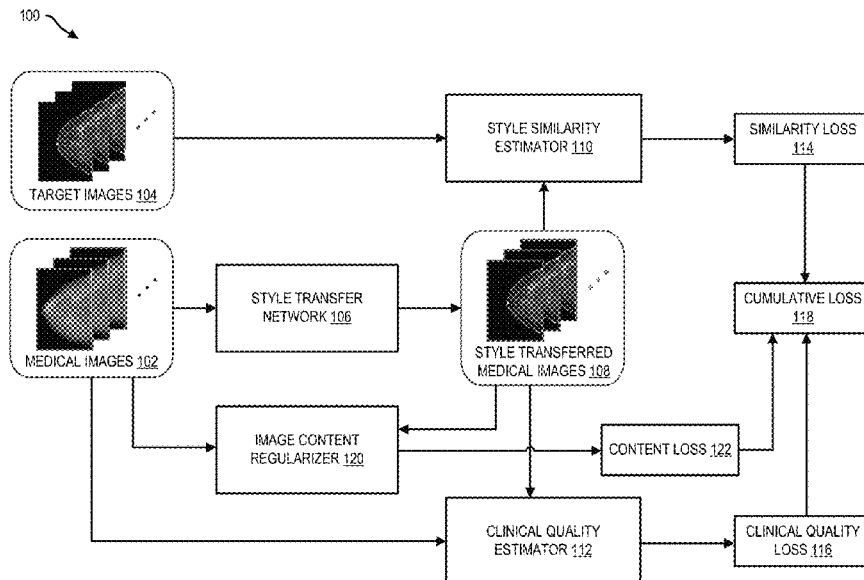 100
TARGET IMAGES 104
STYLE SIMILARITY
ESTIMATOR 110
SIMILARITY LOSS
114
MEDICAL IMAGES 102
STYLE TRANSFER
NETWORK 106
STYLE TRANSFERRED
MEDICAL IMAGES 108
CUMULATIVE LOSS
118
IMAGE CONTENT
REGULARIZER 120
CONTENT LOSS 122
CLINICAL QUALITY
ESTIMATOR 112
CLINICAL QUALITY
LOSS 116